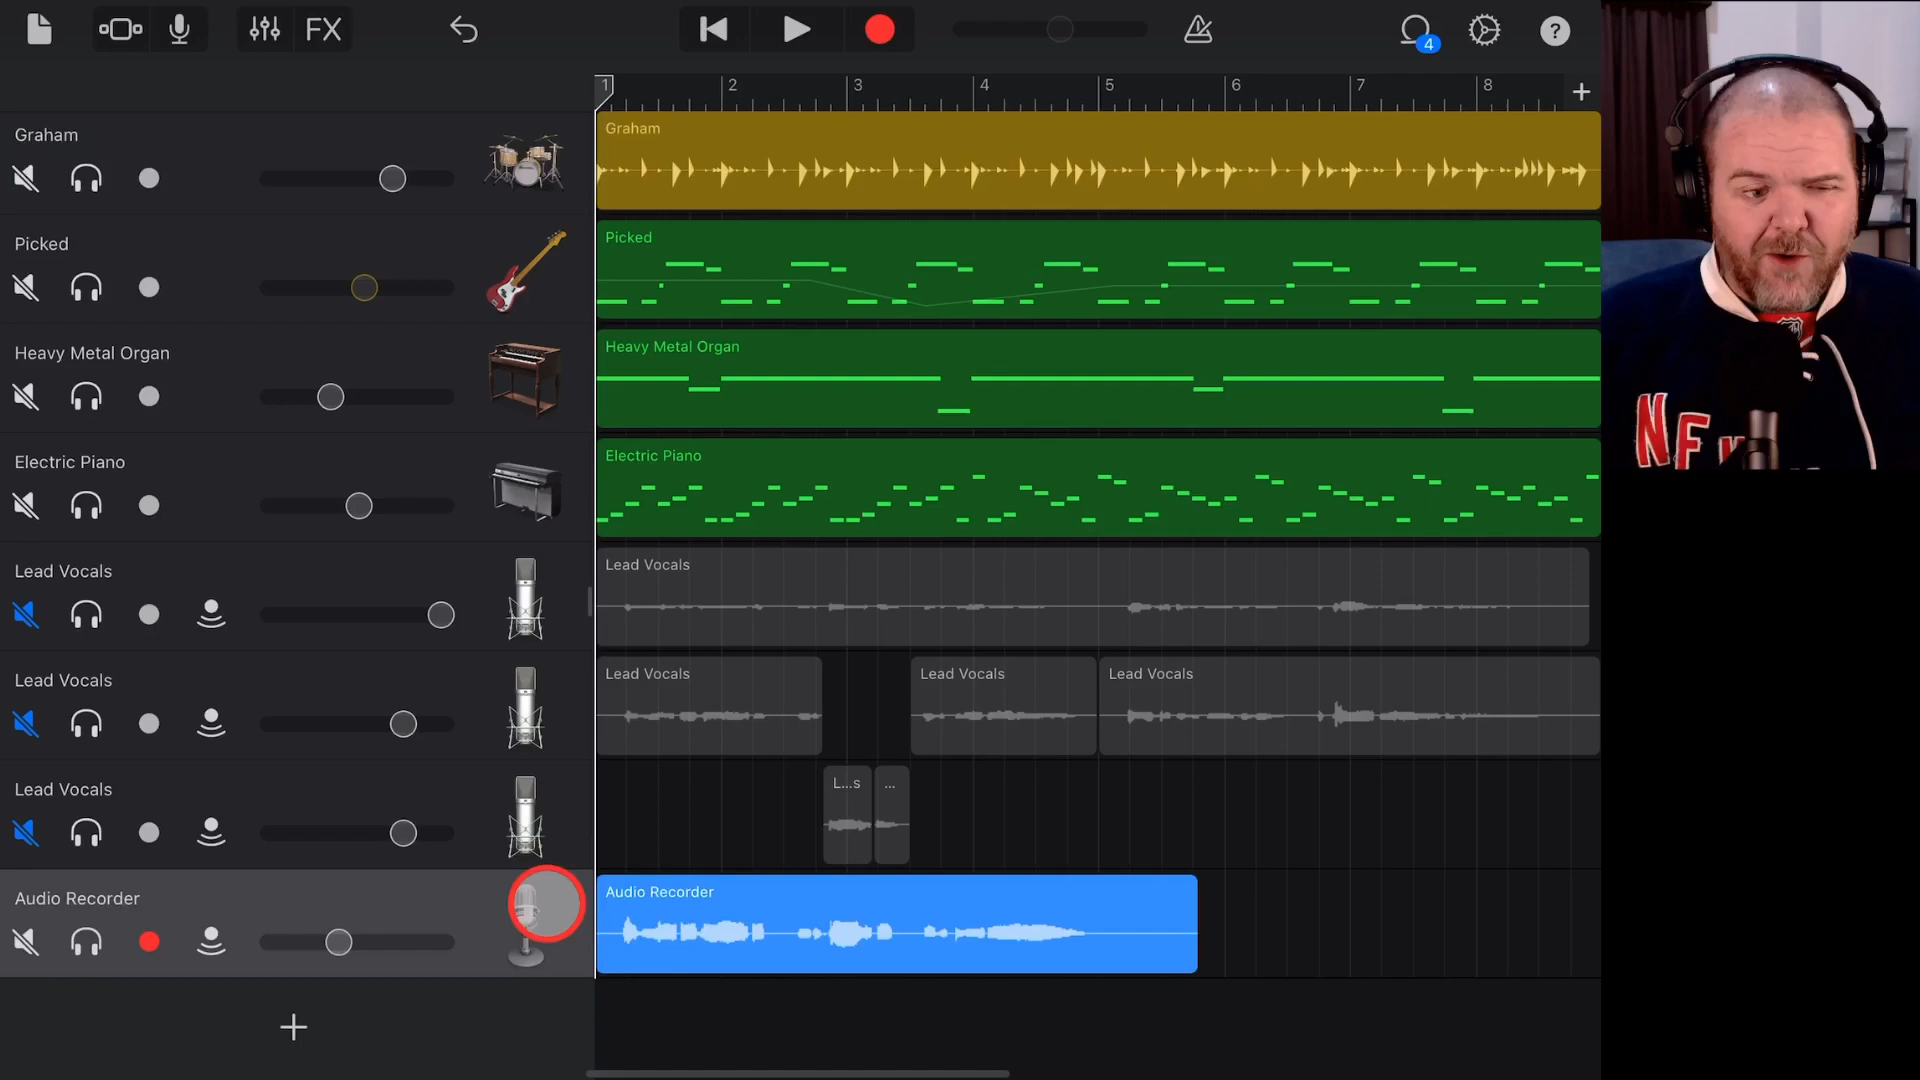 FX
4
?
1 2 3 4 5 6 7 8
Graham
Graham
Picked
Picked
Heavy Metal Organ
Heavy Metal Organ
Electric Piano
Electric Piano
Lead Vocals
Lead Vocals
Lead Vocals
Lead Vocals
Lead Vocals
Lead Vocals
Lead Vocals
L...s
...
Audio Recorder
Audio Recorder